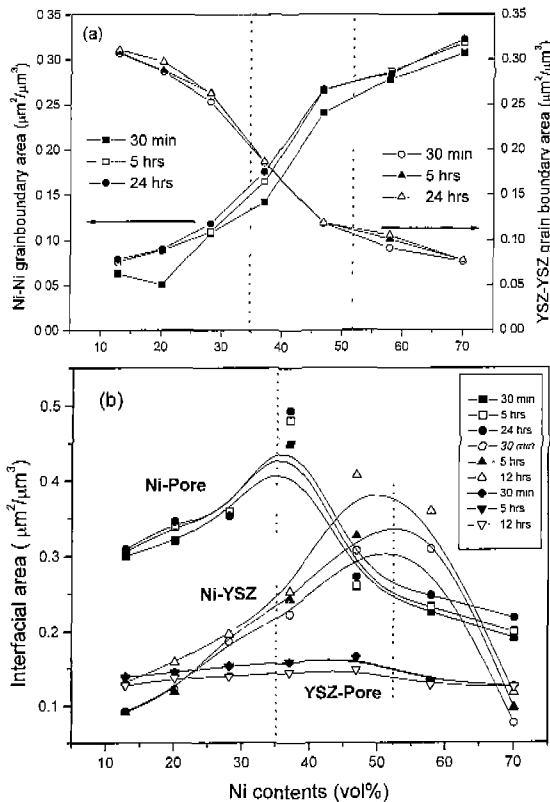 (a)
0.35
0.30
0.25
0.20
0.15
0.10
0.05
0.00
Ni-Ni grainboundary area (μm²/μm³)
30 min
5 hrs
24 hrs
0.35
0.30
0.25
0.20
0.15
0.10
0.05
0.00
YSZ-YSZ grain boundary area (μm²/μm³)
30 min
5 hrs
24 hrs
10 20 30 40 50 60 70
(b)
0.5
0.4
0.3
0.2
0.1
Interfacial area ( μm²/μm³)
Ni-Pore
Ni-YSZ
YSZ-Pore
30 min
5 hrs
24 hrs
30 min
5 hrs
12 hrs
30 min
5 hrs
12 hrs
10 20 30 40 50 60 70
Ni contents (vol%)